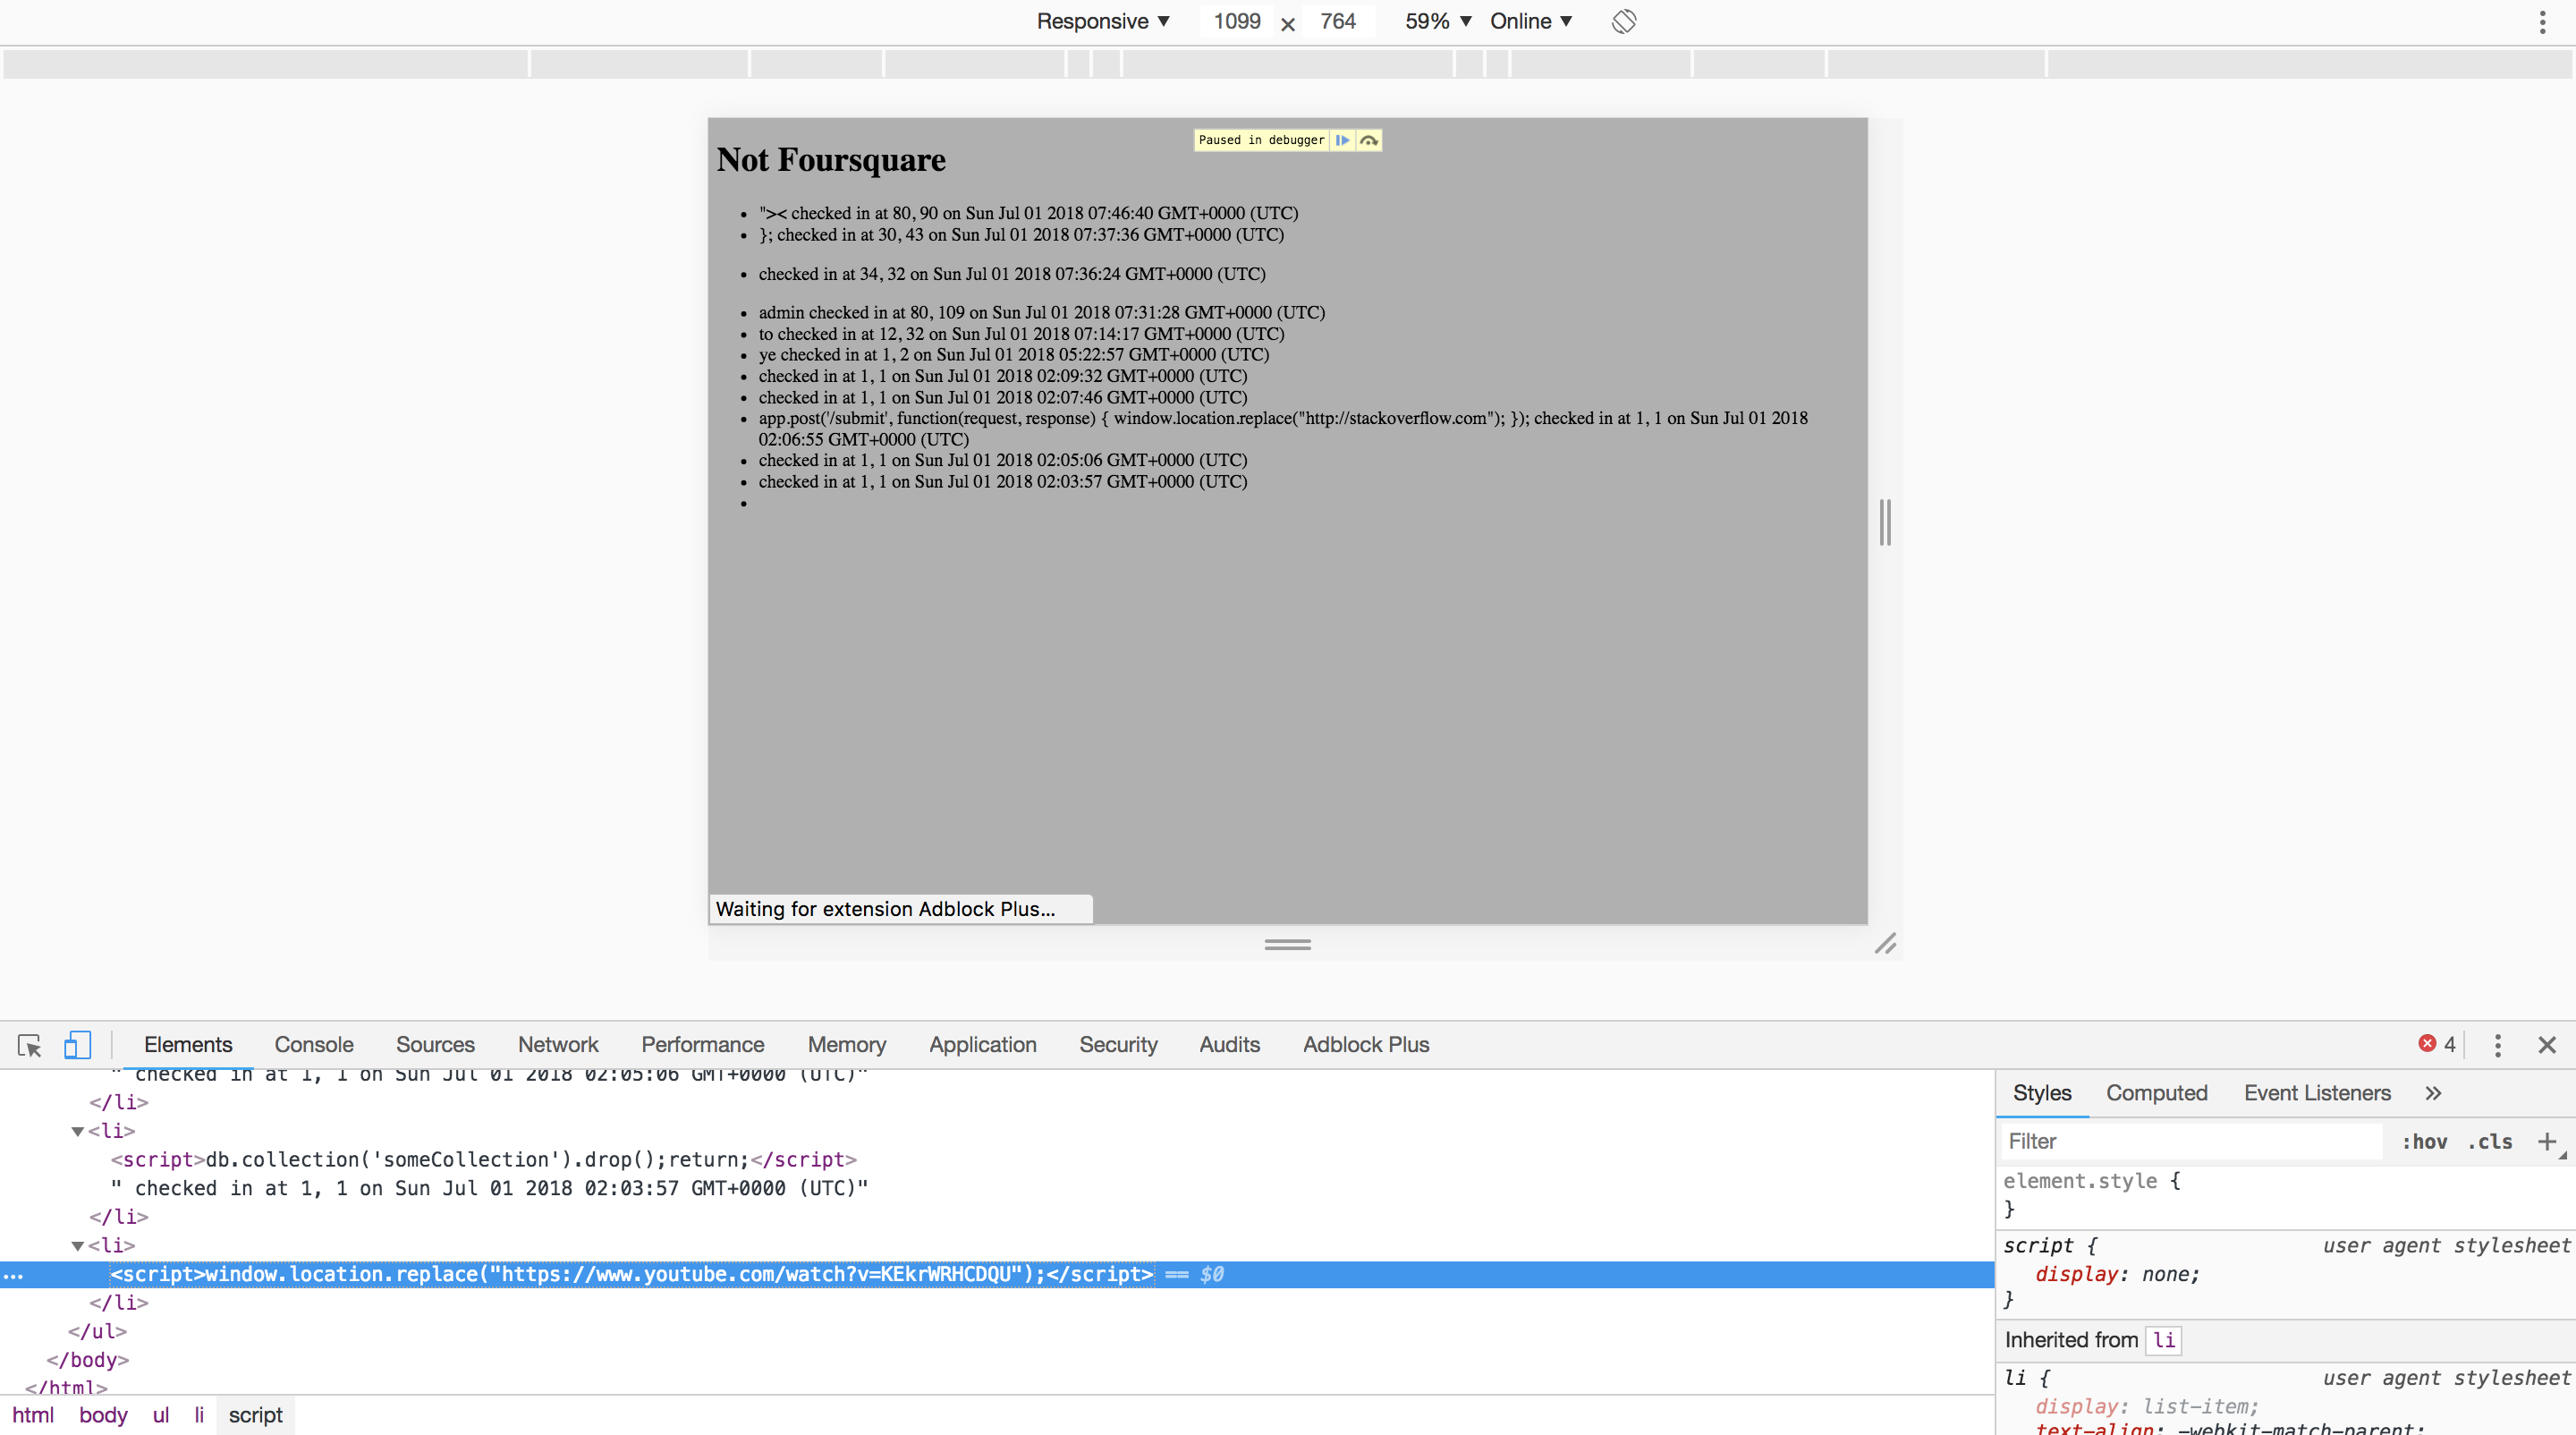 Responsive ▼ 1099 × 764 59% ▼ Online ▼
Paused in debugger
Not Foursquare
• ">< checked in at 80, 90 on Sun Jul 01 2018 07:46:40 GMT+0000 (UTC)
• }; checked in at 30, 43 on Sun Jul 01 2018 07:37:36 GMT+0000 (UTC)
• checked in at 34, 32 on Sun Jul 01 2018 07:36:24 GMT+0000 (UTC)
• admin checked in at 80, 109 on Sun Jul 01 2018 07:31:28 GMT+0000 (UTC)
• to checked in at 12, 32 on Sun Jul 01 2018 07:14:17 GMT+0000 (UTC)
• ye checked in at 1, 2 on Sun Jul 01 2018 05:22:57 GMT+0000 (UTC)
• checked in at 1, 1 on Sun Jul 01 2018 02:09:32 GMT+0000 (UTC)
• checked in at 1, 1 on Sun Jul 01 2018 02:07:46 GMT+0000 (UTC)
• app.post('/submit', function(request, response) { window.location.replace("http://stackoverflow.com"); }); checked in at 1, 1 on Sun Jul 01 2018
02:06:55 GMT+0000 (UTC)
• checked in at 1, 1 on Sun Jul 01 2018 02:05:06 GMT+0000 (UTC)
• checked in at 1, 1 on Sun Jul 01 2018 02:03:57 GMT+0000 (UTC)
•
Waiting for extension Adblock Plus...
Elements Console Sources Network Performance Memory Application Security Audits Adblock Plus 4
" checked in at 1, 1 on Sun Jul 01 2018 02:05:06 GMT+0000 (UTC)"
</li>
▼<li>
<script>db.collection('someCollection').drop();return;</script>
" checked in at 1, 1 on Sun Jul 01 2018 02:03:57 GMT+0000 (UTC)"
</li>
▼<li>
... <script>window.location.replace("https://www.youtube.com/watch?v=KEkrWRHCDQU");</script> == $0
</li>
</ul>
</body>
</html>
html body ul li script
Styles Computed Event Listeners »
Filter :hov .cls +
element.style {
}
script { user agent stylesheet
display: none;
}
Inherited from li
li { user agent stylesheet
display: list-item;
text-align: -webkit-match-parent;